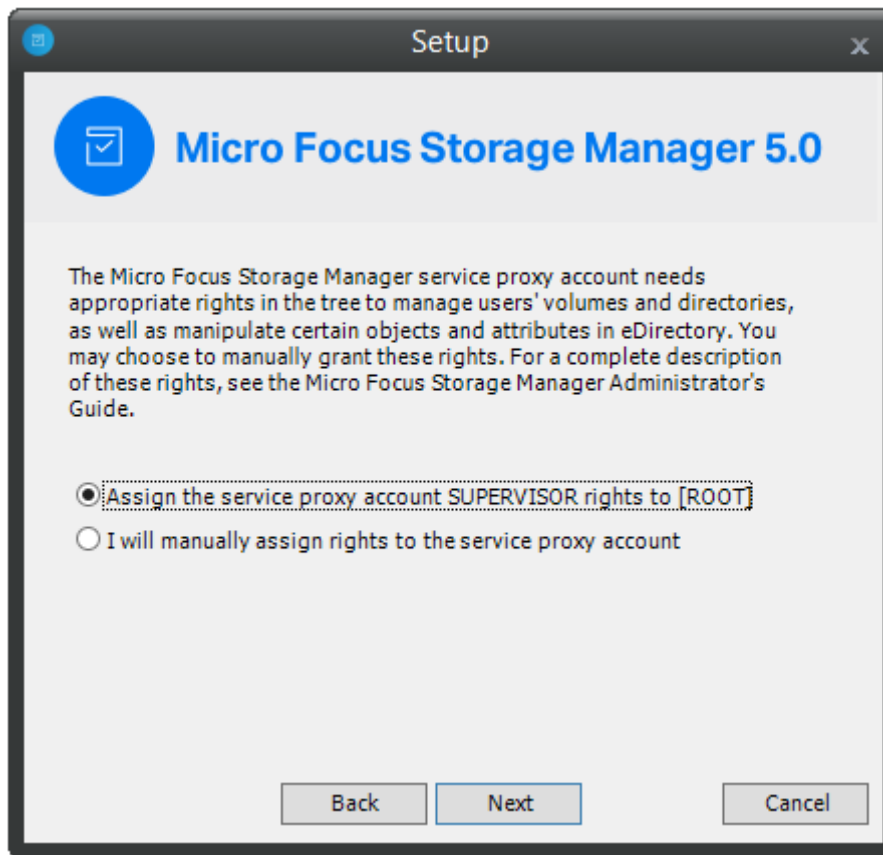 Setup
x
Micro Focus Storage Manager 5.0
The Micro Focus Storage Manager service proxy account needs
appropriate rights in the tree to manage users' volumes and directories,
as well as manipulate certain objects and attributes in eDirectory. You
may choose to manually grant these rights. For a complete description
of these rights, see the Micro Focus Storage Manager Administrator's
Guide.
Assign the service proxy account SUPERVISOR rights to [ROOT]
I will manually assign rights to the service proxy account
Back Next Cancel